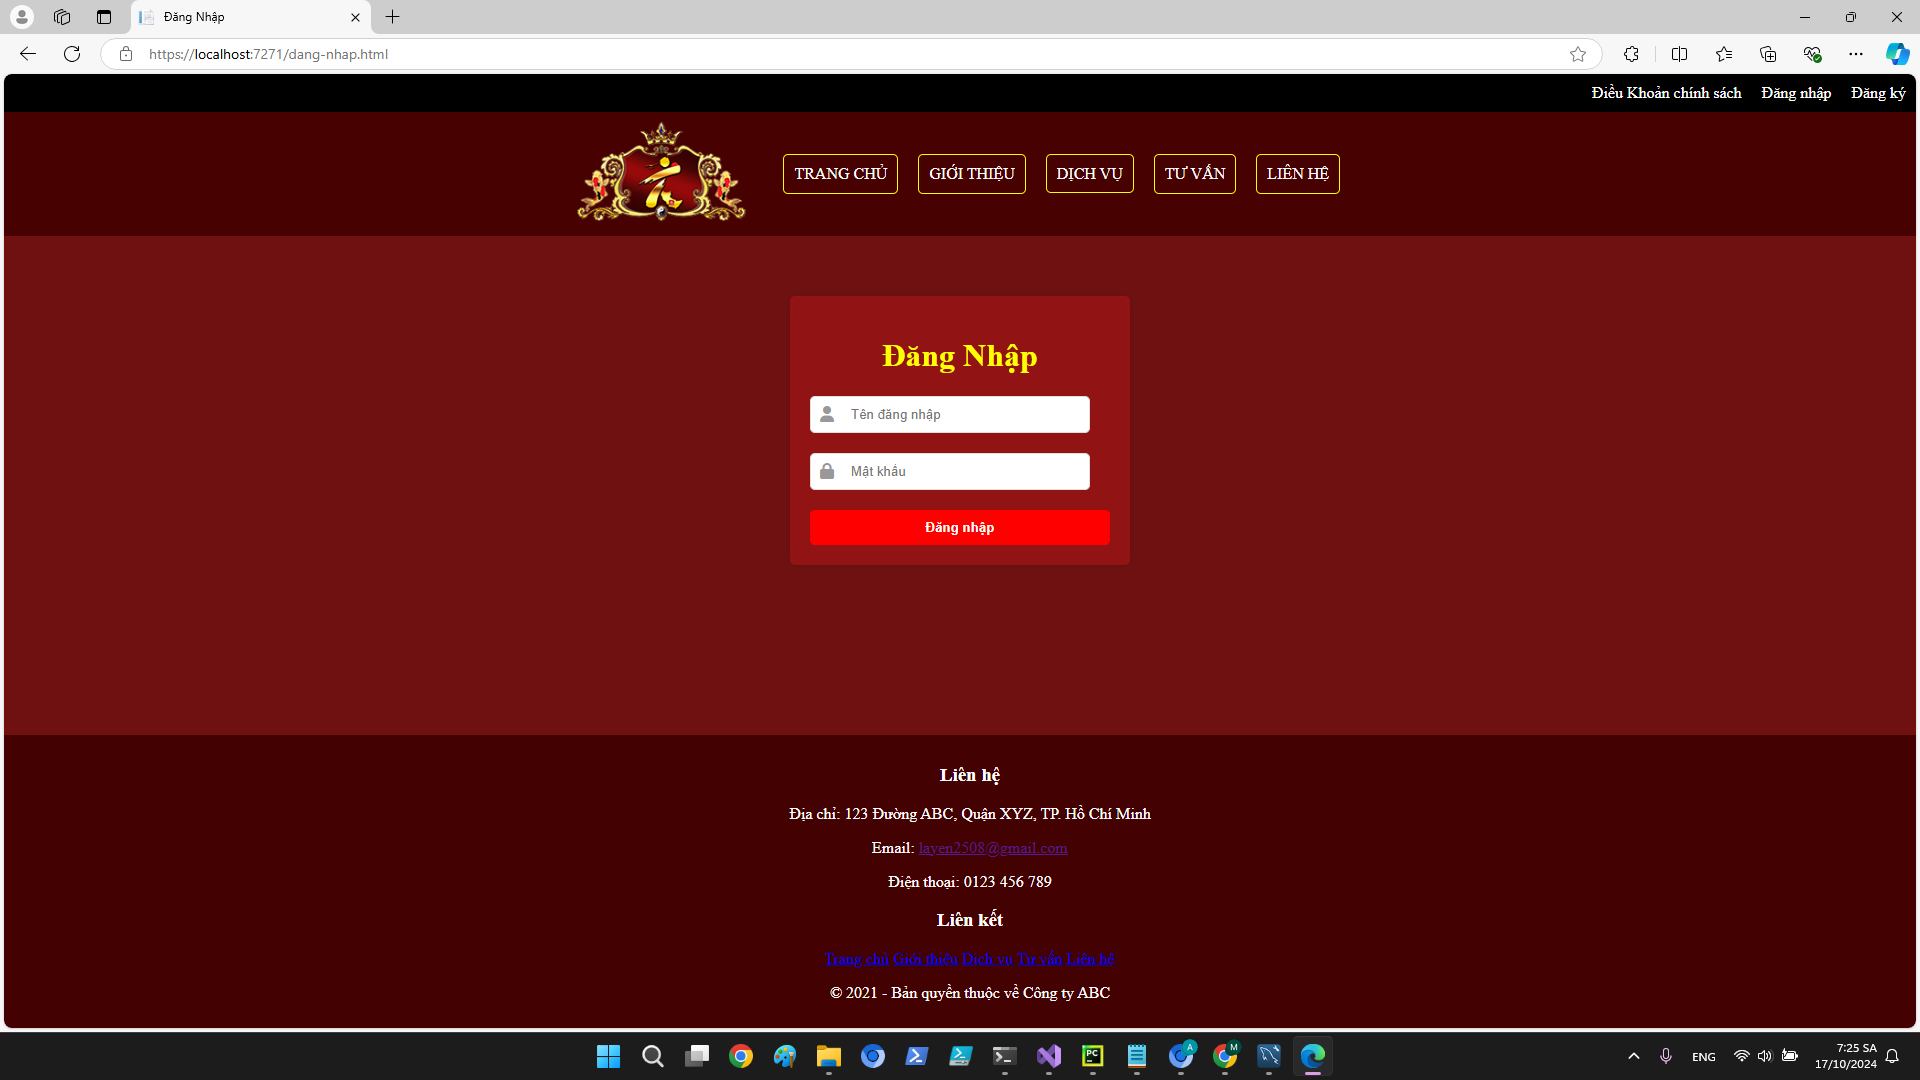 Đăng Nhập
https://localhost:7271/dang-nhap.html
Điều Khoản chính sách Đăng nhập Đăng ký
TRANG CHỦ GIỚI THIỆU DỊCH VỤ TƯ VẤN LIÊN HỆ
Đăng Nhập
Tên đăng nhập
Mật khẩu
Đăng nhập
Liên hệ
Địa chỉ: 123 Đường ABC, Quận XYZ, TP. Hồ Chí Minh
Email: layen2508@gmail.com
Điện thoại: 0123 456 789
Liên kết
Trang chủ Giới thiệu Dịch vụ Tư vấn Liên hệ
© 2021 - Bản quyền thuộc về Công ty ABC
PC
A
M
ENG
7:25 SA
17/10/2024